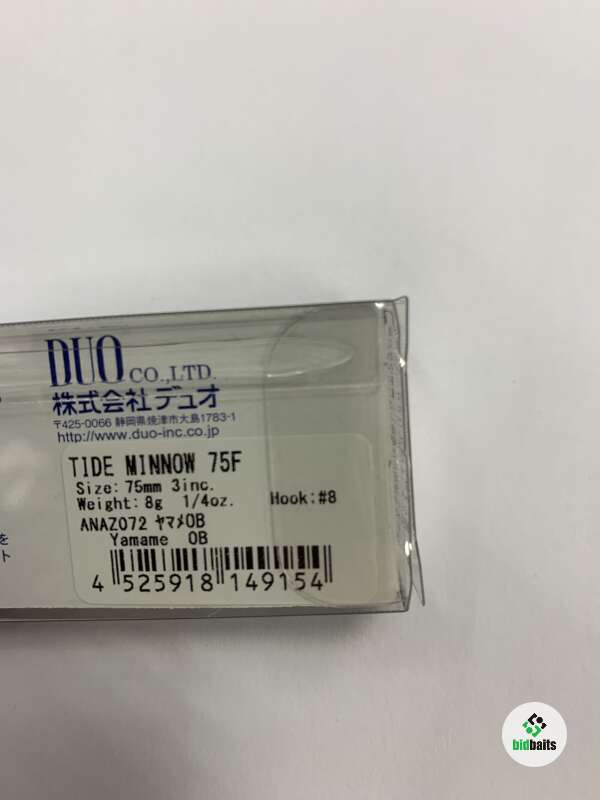 DUO CO.,LTD.
株式会社デュオ
〒425-0066 静岡県焼津市大島1783-1
http://www.duo-inc.co.jp
TIDE MINNOW 75F
Size:75mm 3inc.
Weight:8g 1/4oz. Hook:#8
ANAZ072 ヤマメOB
Yamame OB
4 525918 149154
を
ト
bidbaits